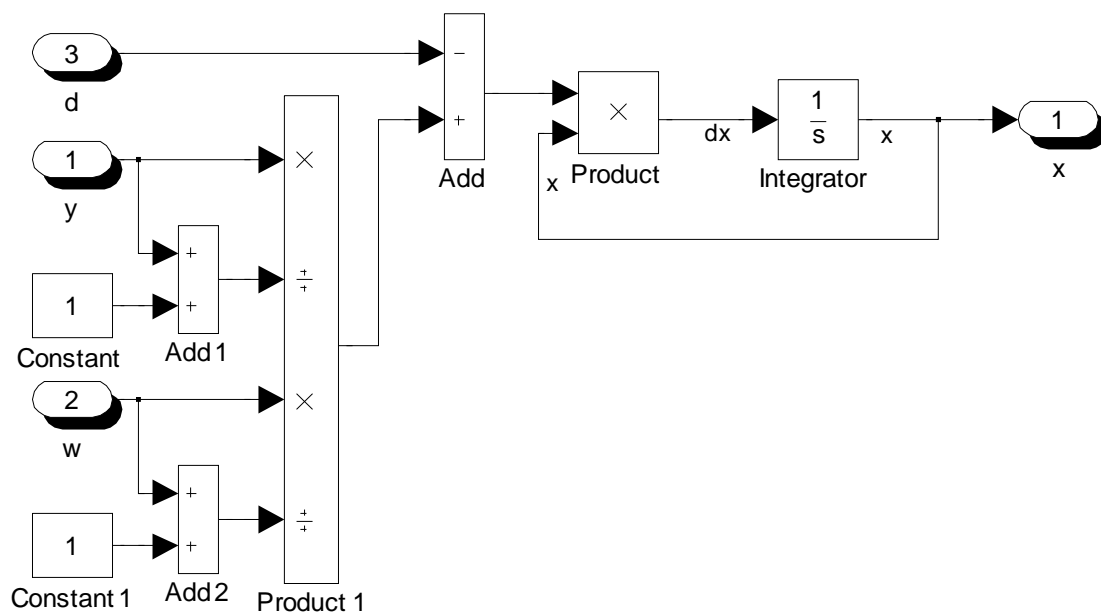 3
d
−
+
Add
1
y
×
+
+
÷
1
Constant
Add 1
2
w
×
+
+
÷
1
Constant 1
Add 2
Product 1
×
Product
x
dx
1
s
Integrator
x
1
x